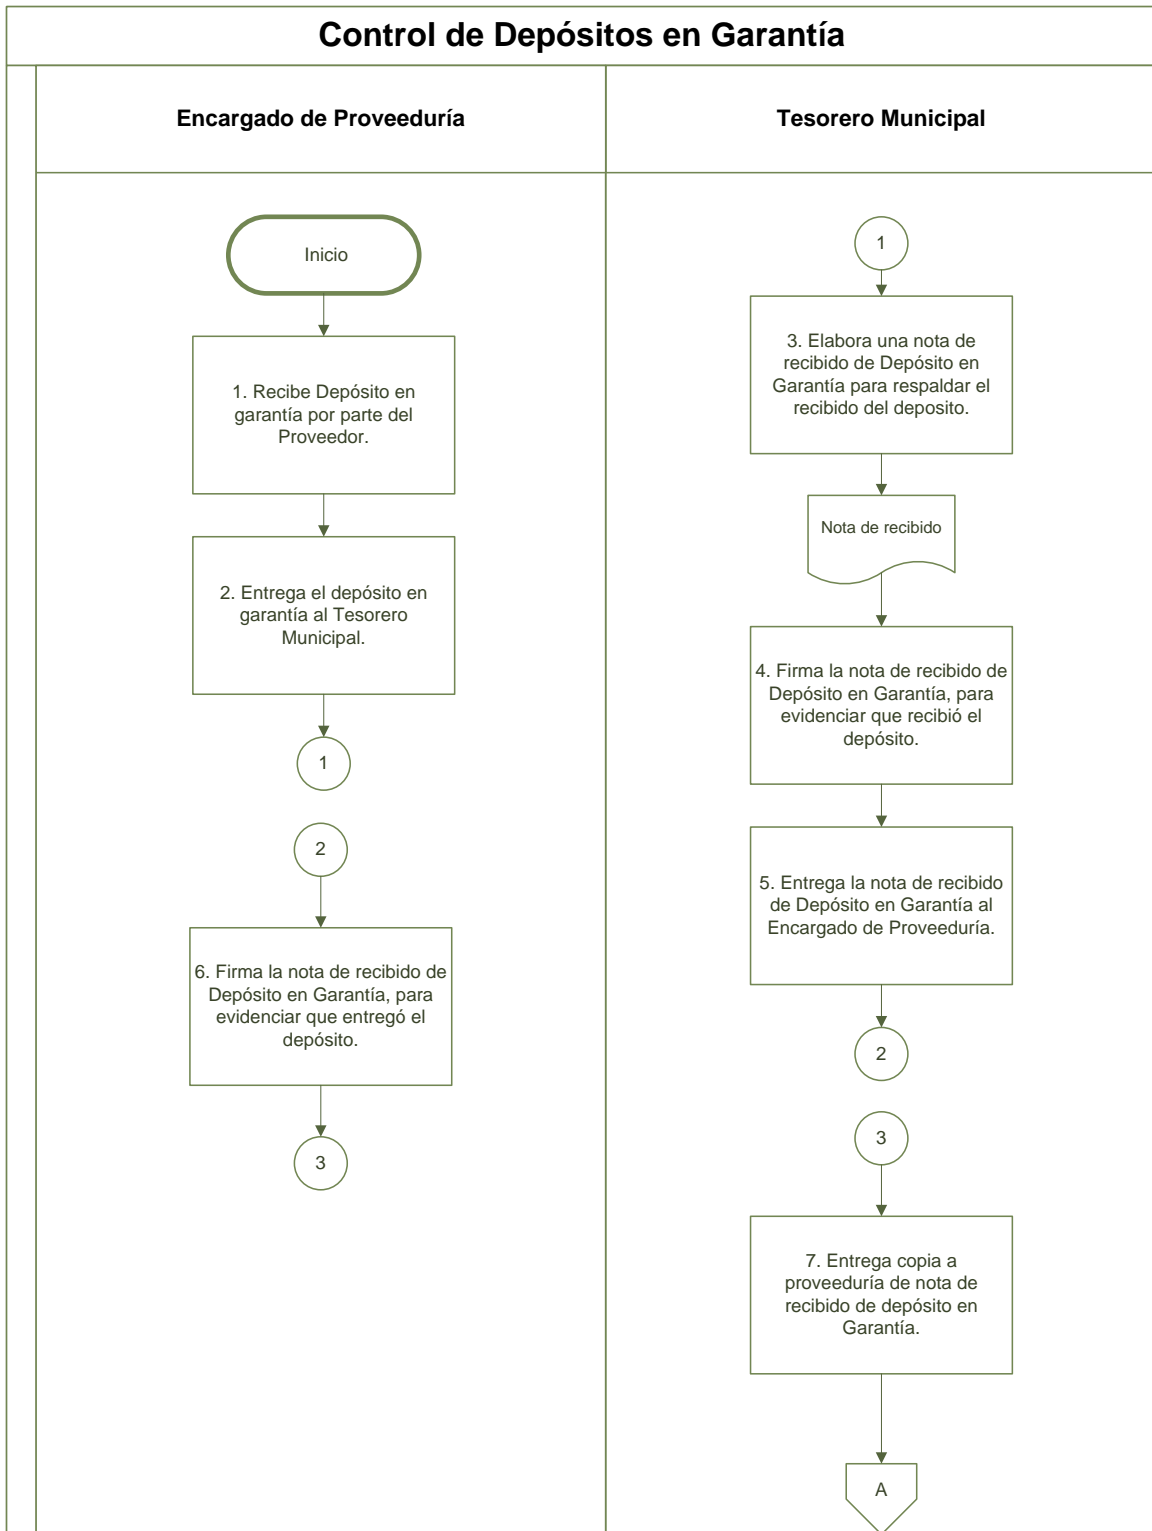 Control de Depósitos en Garantía
Encargado de Proveeduría
Tesorero Municipal
Inicio
1. Recibe Depósito en
garantía por parte del
Proveedor.
2. Entrega el depósito en
garantía al Tesorero
Municipal.
1
2
6. Firma la nota de recibido de
Depósito en Garantía, para
evidenciar que entregó el
depósito.
3
1
3. Elabora una nota de
recibido de Depósito en
Garantía para respaldar el
recibido del deposito.
Nota de recibido
4. Firma la nota de recibido de
Depósito en Garantía, para
evidenciar que recibió el
depósito.
5. Entrega la nota de recibido
de Depósito en Garantía al
Encargado de Proveeduría.
2
3
7. Entrega copia a
proveeduría de nota de
recibido de depósito en
Garantía.
A